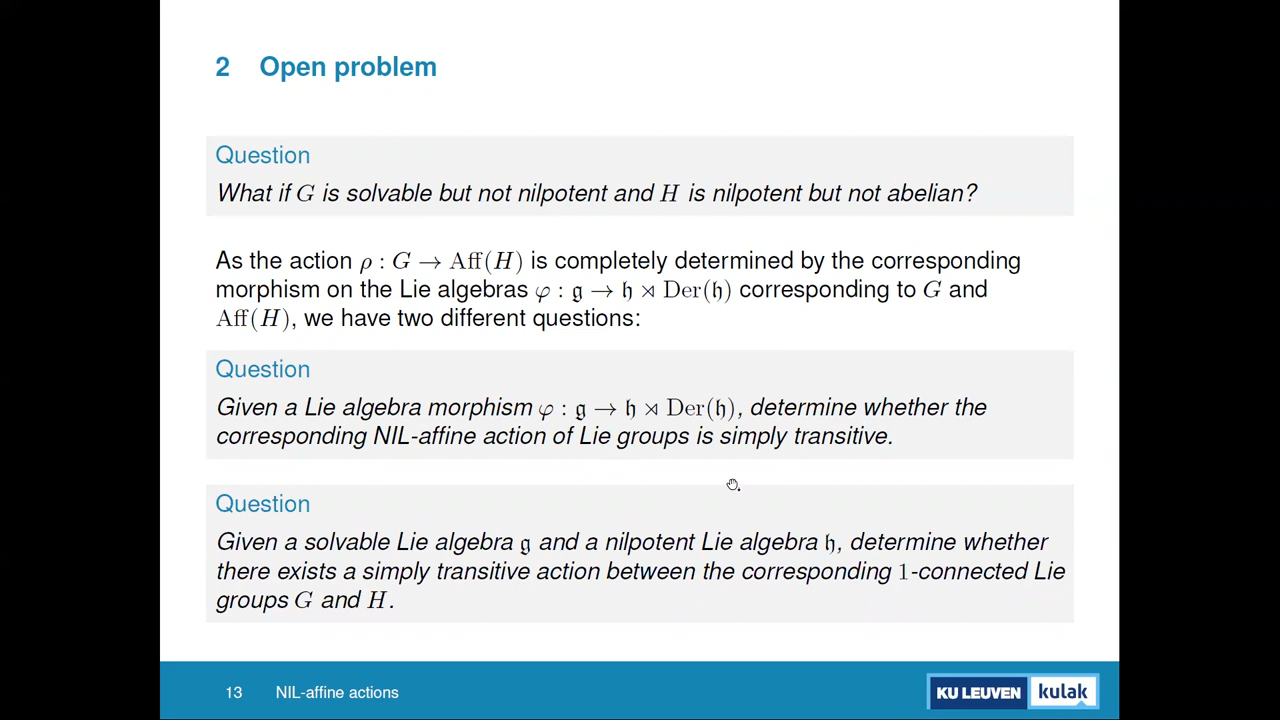 2 Open problem
Question
What if G is solvable but not nilpotent and H is nilpotent but not abelian?
As the action ρ : G → Aff(H) is completely determined by the corresponding
morphism on the Lie algebras φ : 𝔤 → 𝔥 ⋊ Der(𝔥) corresponding to G and
Aff(H), we have two different questions:
Question
Given a Lie algebra morphism φ : 𝔤 → 𝔥 ⋊ Der(𝔥), determine whether the
corresponding NIL-affine action of Lie groups is simply transitive.
Question
Given a solvable Lie algebra 𝔤 and a nilpotent Lie algebra 𝔥, determine whether
there exists a simply transitive action between the corresponding 1-connected Lie
groups G and H.
13 NIL-affine actions
KU LEUVEN kulak